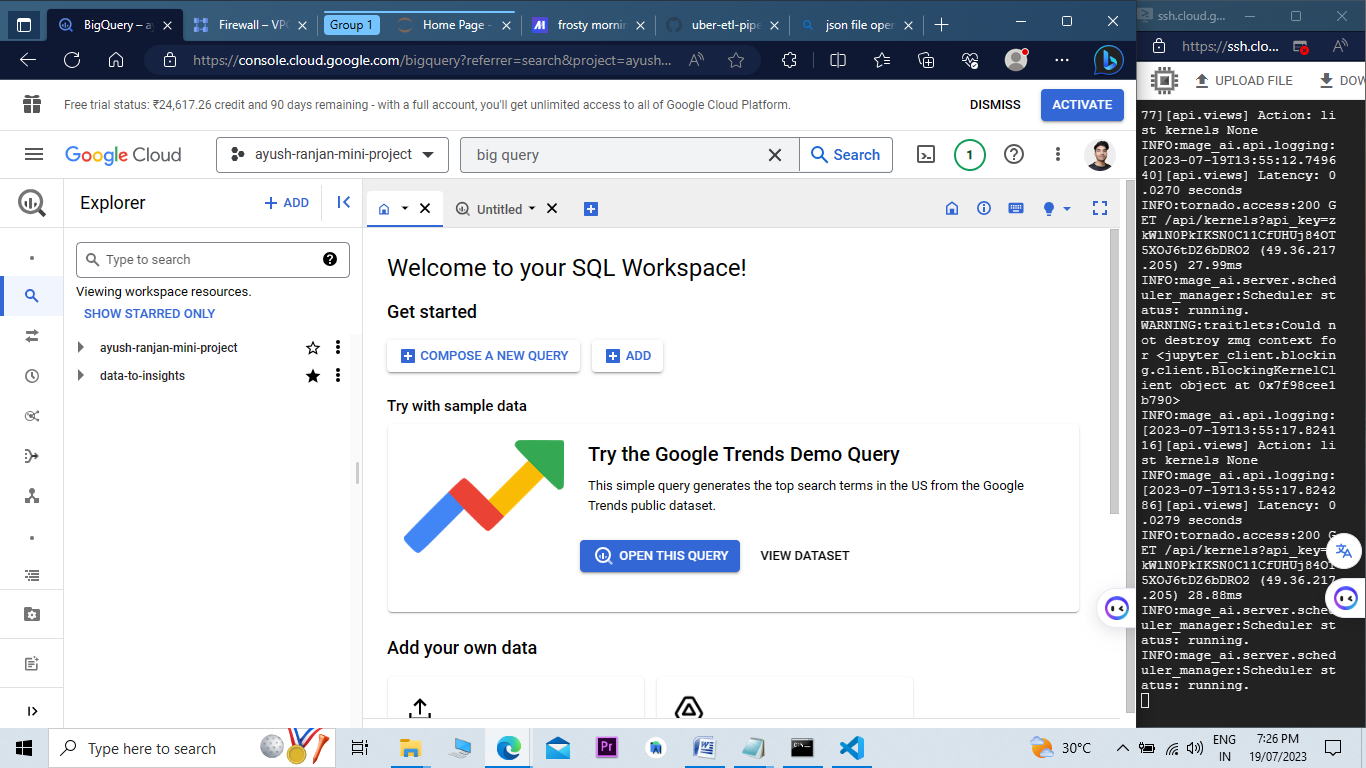 BigQuery – ay
Firewall – VPC
Group 1
Home Page -
frosty mornin
uber-etl-pipe
json file oper
https://console.cloud.google.com/bigquery?referrer=search&project=ayush...
Free trial status: ₹24,617.26 credit and 90 days remaining - with a full account, you'll get unlimited access to all of Google Cloud Platform.
DISMISS
ACTIVATE
Google Cloud
ayush-ranjan-mini-project
big query
Search
1
Explorer
+ ADD
Untitled
Type to search
Viewing workspace resources.
SHOW STARRED ONLY
ayush-ranjan-mini-project
data-to-insights
Welcome to your SQL Workspace!
Get started
COMPOSE A NEW QUERY
ADD
Try with sample data
Try the Google Trends Demo Query
This simple query generates the top search terms in the US from the Google
Trends public dataset.
OPEN THIS QUERY
VIEW DATASET
Add your own data
ssh.cloud.g...
https://ssh.clo...
UPLOAD FILE
DOW
77][api.views] Action: li
st kernels None
INFO:mage_ai.api.logging:
[2023-07-19T13:55:12.7496
40][api.views] Latency: 0
.0270 seconds
INFO:tornado.access:200 G
ET /api/kernels?api_key=z
kWlN0PkIKSN0C11CfUHUj84OT
5XOJ6tDZ6bDRO2 (49.36.217
.205) 27.99ms
INFO:mage_ai.server.sched
uler_manager:Scheduler st
atus: running.
WARNING:traitlets:Could n
ot destroy zmq context fo
r <jupyter_client.blockin
g.client.BlockingKernelCl
ient object at 0x7f98cee1
b790>
INFO:mage_ai.api.logging:
[2023-07-19T13:55:17.8241
16][api.views] Action: li
st kernels None
INFO:mage_ai.api.logging:
[2023-07-19T13:55:17.8242
86][api.views] Latency: 0
.0279 seconds
INFO:tornado.access:200 G
ET /api/kernels?api_key=
kWlN0PkIKSN0C11CfUHUj84OT
5XOJ6tDZ6bDRO2 (49.36.217
.205) 28.88ms
INFO:mage_ai.server.sched
uler_manager:Scheduler st
atus: running.
INFO:mage_ai.server.sched
uler_manager:Scheduler st
atus: running.
Type here to search
Pr
30°C
ENG
IN
7:26 PM
19/07/2023